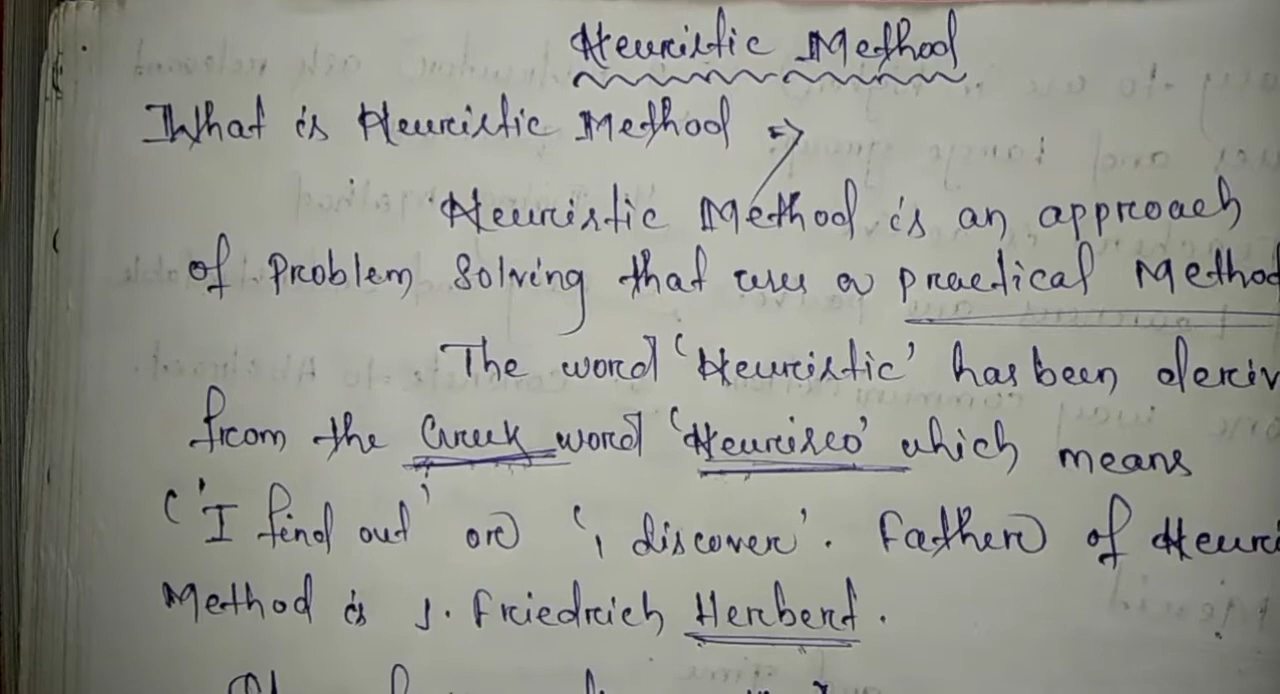 Heuristic Method
What is Heuristic Method ⇒
Heuristic Method is an approach
of problem solving that uses a practical Method
The word 'Heuristic' has been deriv
from the Greek word 'Heurisco' which means
('I find out' or 'i discover'. Father of Heuri
Method is J. Friedrich Herbert.